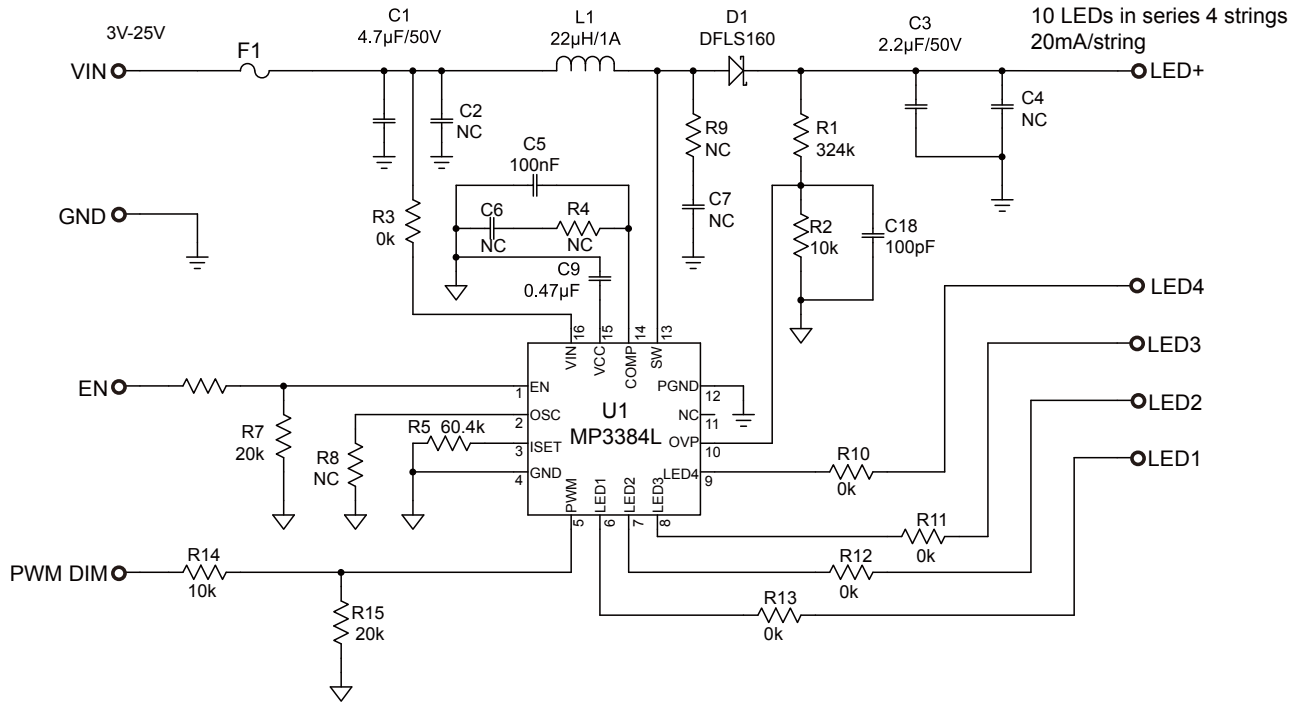 3V-25V
VIN
F1
C1
4.7µF/50V
L1
22µH/1A
D1
DFLS160
C3
2.2µF/50V
10 LEDs in series 4 strings
20mA/string
LED+
C2
NC
C4
NC
R9
NC
R1
324k
C5
100nF
C7
NC
GND
R3
0k
C6
NC
R4
NC
R2
10k
C18
100pF
C9
0.47µF
LED4
LED3
LED2
LED1
16
15
14
13
VIN
VCC
COMP
SW
EN
1
EN
PGND
12
2
OSC
U1
MP3384L
NC
11
R7
20k
R8
NC
R5 60.4k
3
ISET
OVP
10
4
GND
LED4
9
PWM
LED1
LED2
LED3
5
6
7
8
R10
0k
R11
0k
R12
0k
R13
0k
PWM DIM
R14
10k
R15
20k